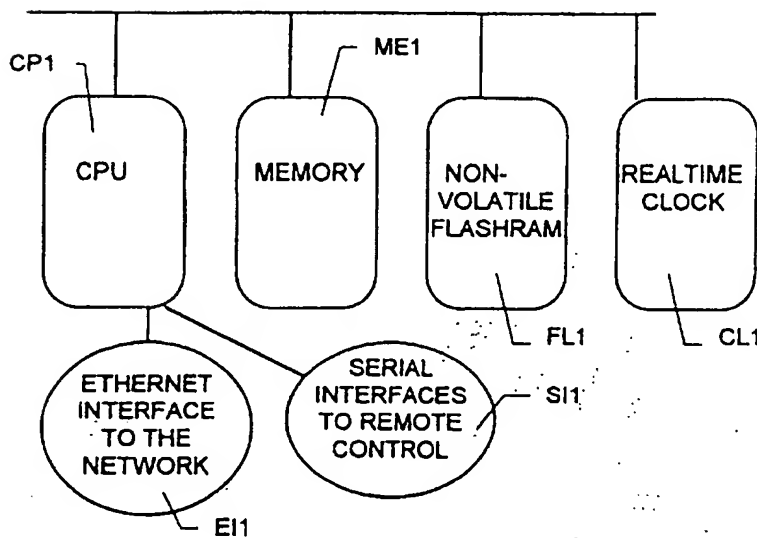 CP1
ME1
CPU
MEMORY
NON-
VOLATILE
FLASHRAM
REALTIME
CLOCK
FL1
CL1
ETHERNET
INTERFACE
TO THE
NETWORK
SERIAL
INTERFACES
TO REMOTE
CONTROL
SI1
EI1